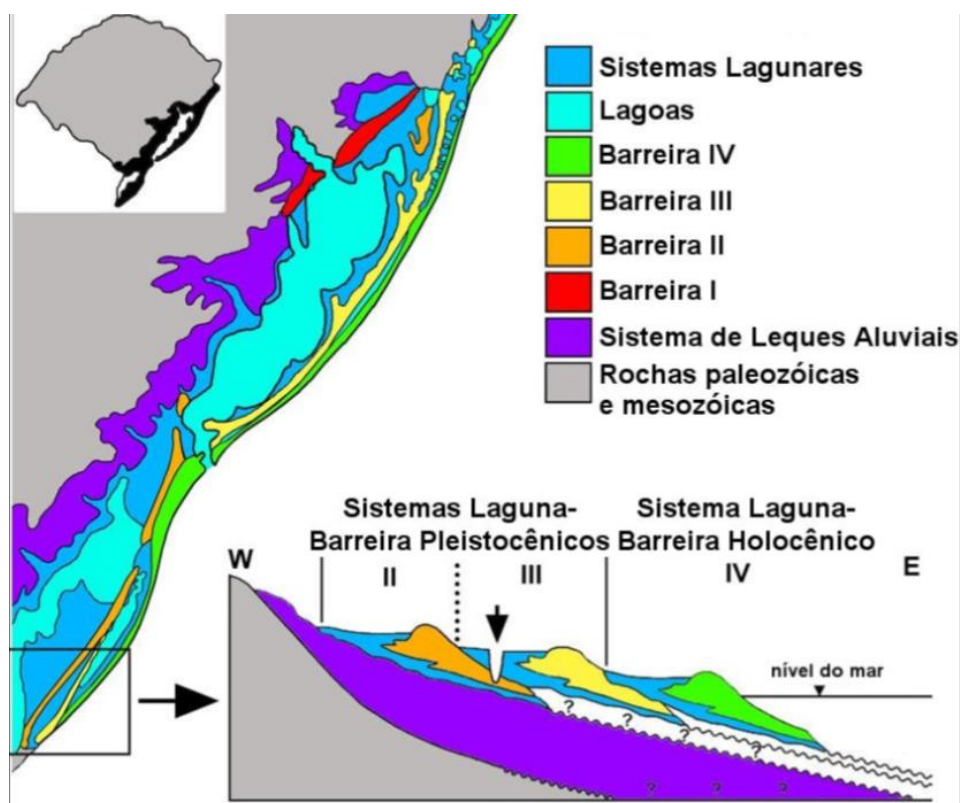 Sistemas Lagunares
Lagoas
Barreira IV
Barreira III
Barreira II
Barreira I
Sistema de Leques Aluviais
Rochas paleozóicas
e mesozóicas
Sistemas Laguna-
Barreira Pleistocênicos
II
III
Sistema Laguna-
Barreira Holocênico
IV
W
E
nível do mar
?
?
?
? ? ?